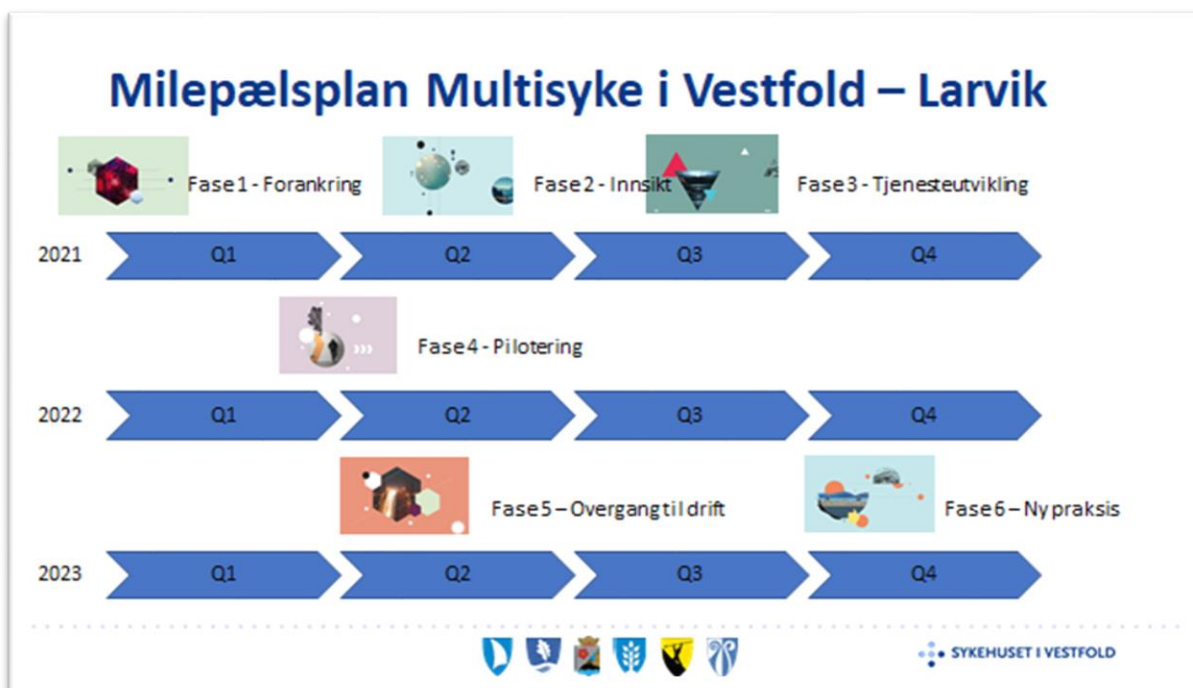 Milepælsplan Multisyke i Vestfold – Larvik
Fase 1 - Forankring
Fase 2 - Innsikt
Fase 3 - Tjenesteutvikling
2021 Q1 Q2 Q3 Q4
Fase 4 - Pilotering
2022 Q1 Q2 Q3 Q4
Fase 5 – Overgang til drift
Fase 6 – Ny praksis
2023 Q1 Q2 Q3 Q4
SYKEHUSET I VESTFOLD